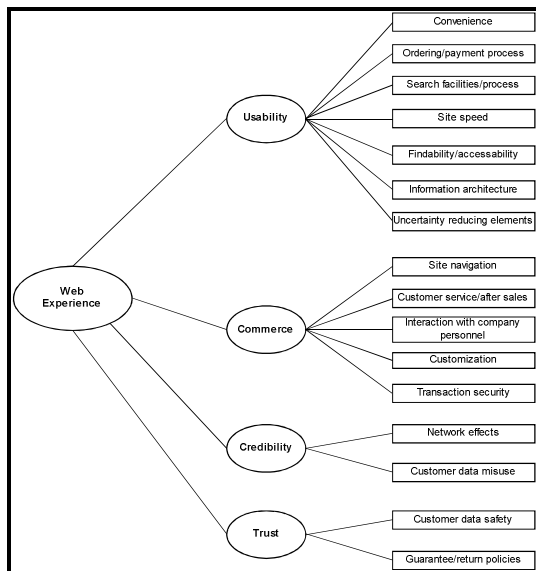 Convenience
Ordering/payment process
Search facilities/process
Usability
Site speed
Findability/accessability
Information architecture
Uncertainty reducing elements
Web
Experience
Site navigation
Customer service/after sales
Commerce
Interaction with company
personnel
Customization
Transaction security
Credibility
Network effects
Customer data misuse
Trust
Customer data safety
Guarantee/return policies